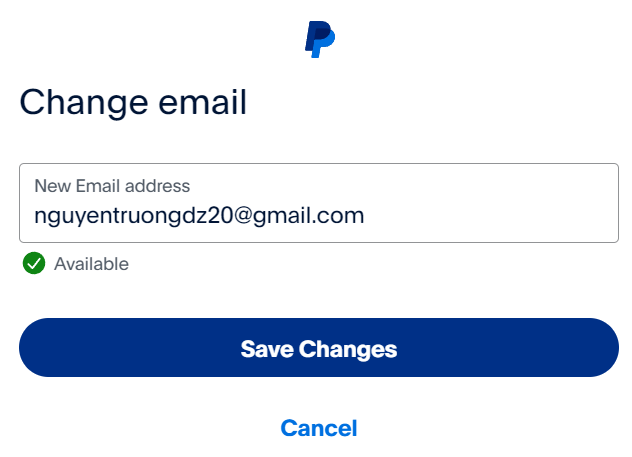 Change email
New Email address
nguyentruongdz20@gmail.com
Available
Save Changes
Cancel